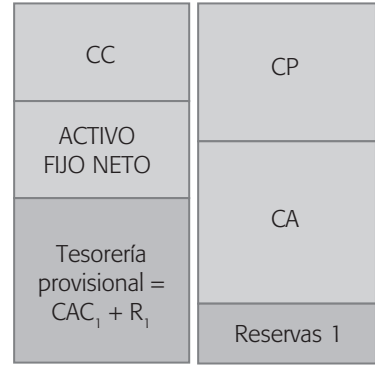 CC
ACTIVO
FIJO NETO
Tesorería
provisional =
CAC₁ + R₁
CP
CA
Reservas 1